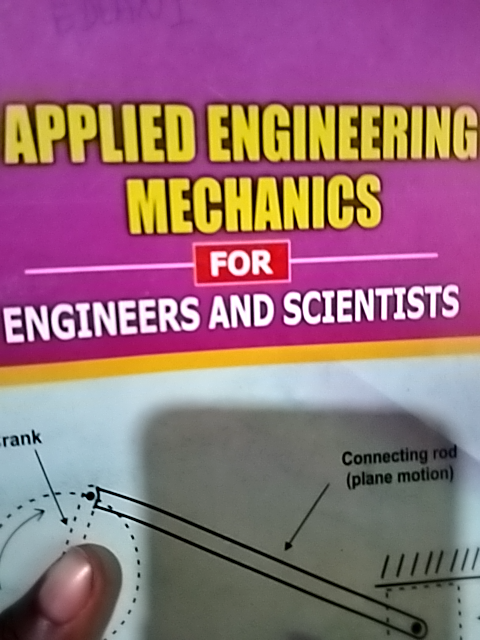 APPLIED ENGINEERING
MECHANICS
FOR
ENGINEERS AND SCIENTISTS
rank
Connecting rod
(plane motion)